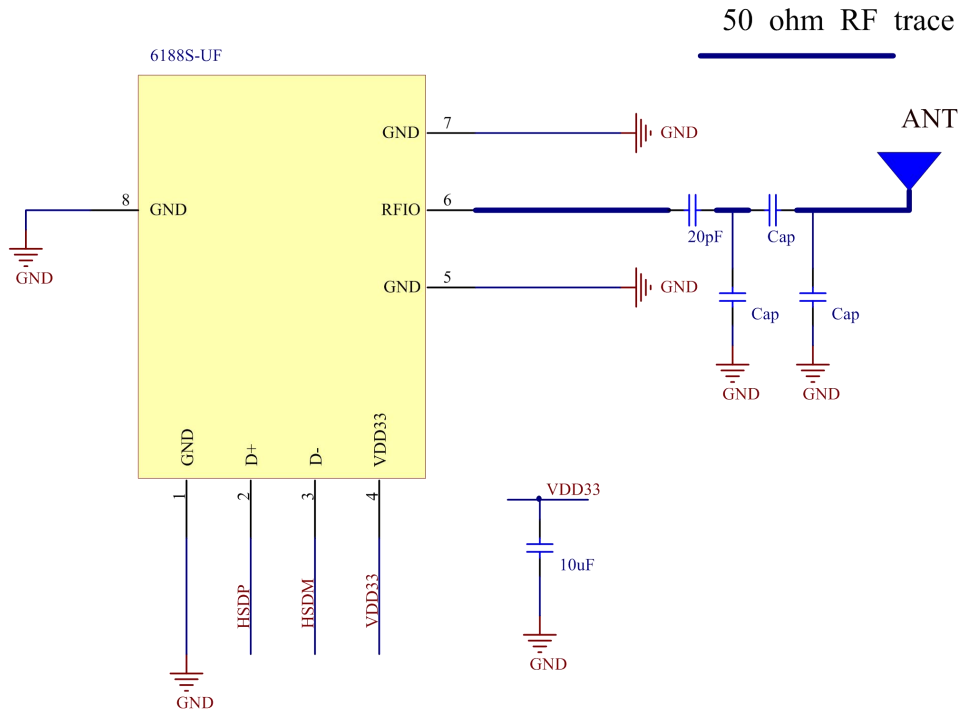 50 ohm RF trace
6188S-UF
ANT
GND 7 GND
8 GND
GND
RFIO 6
20pF Cap
GND 5 GND
Cap Cap
GND GND
GND D+ D- VDD33
1 2 3 4
HSDP HSDM VDD33
GND
VDD33
10uF
GND